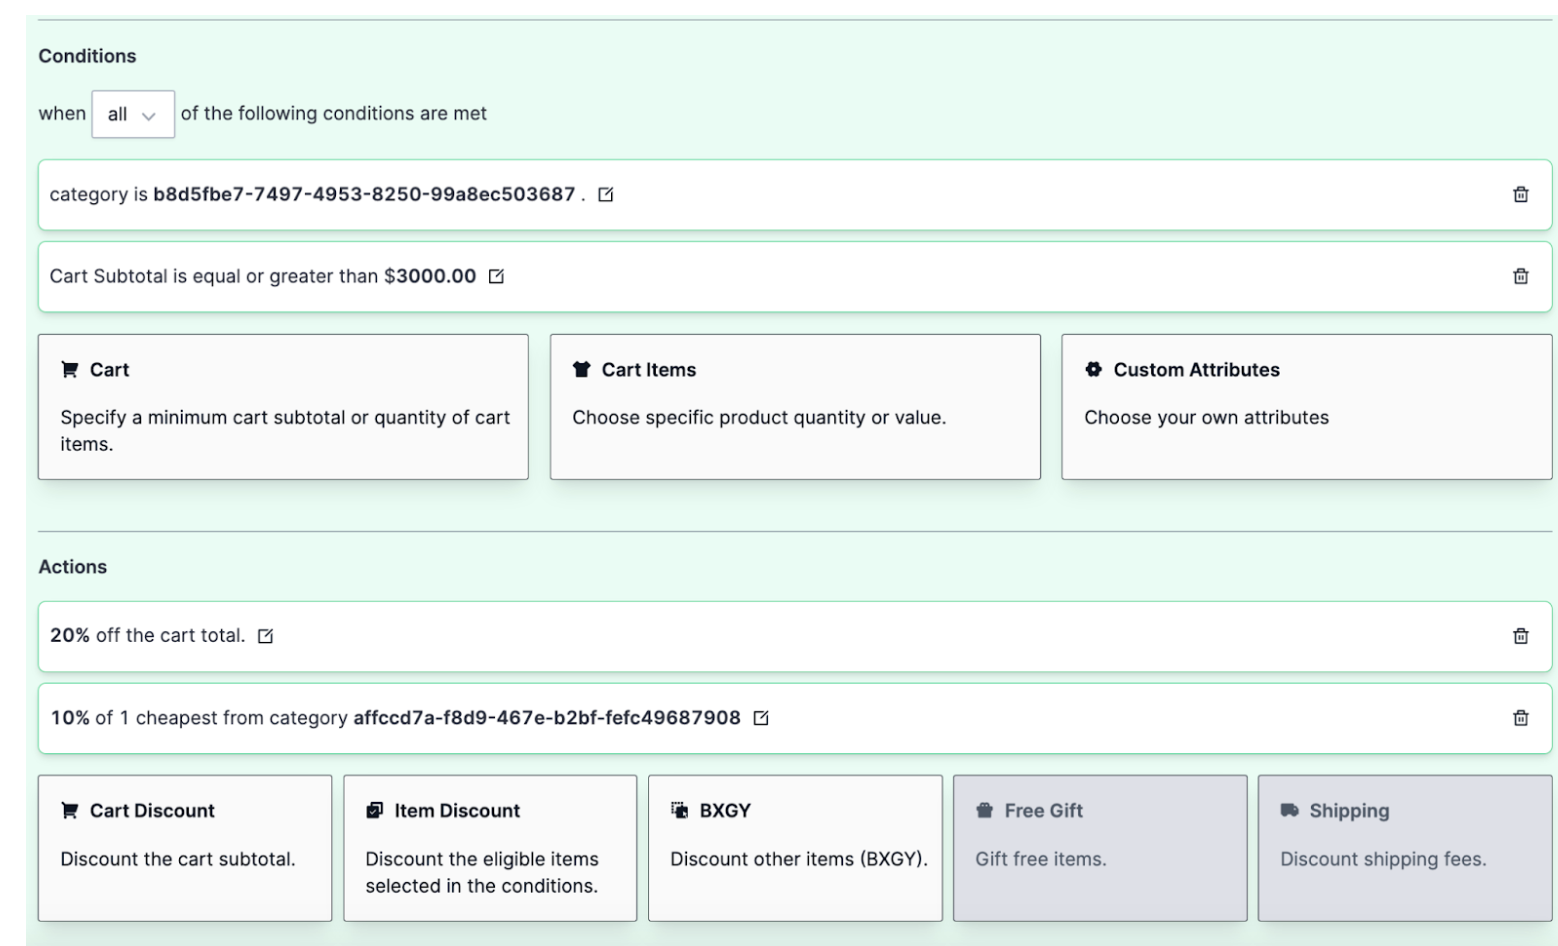 Conditions
when all of the following conditions are met
category is b8d5fbe7-7497-4953-8250-99a8ec503687 .
Cart Subtotal is equal or greater than $3000.00
Cart
Specify a minimum cart subtotal or quantity of cart
items.
Cart Items
Choose specific product quantity or value.
Custom Attributes
Choose your own attributes
Actions
20% off the cart total.
10% of 1 cheapest from category affccd7a-f8d9-467e-b2bf-fefc49687908
Cart Discount
Discount the cart subtotal.
Item Discount
Discount the eligible items
selected in the conditions.
BXGY
Discount other items (BXGY).
Free Gift
Gift free items.
Shipping
Discount shipping fees.